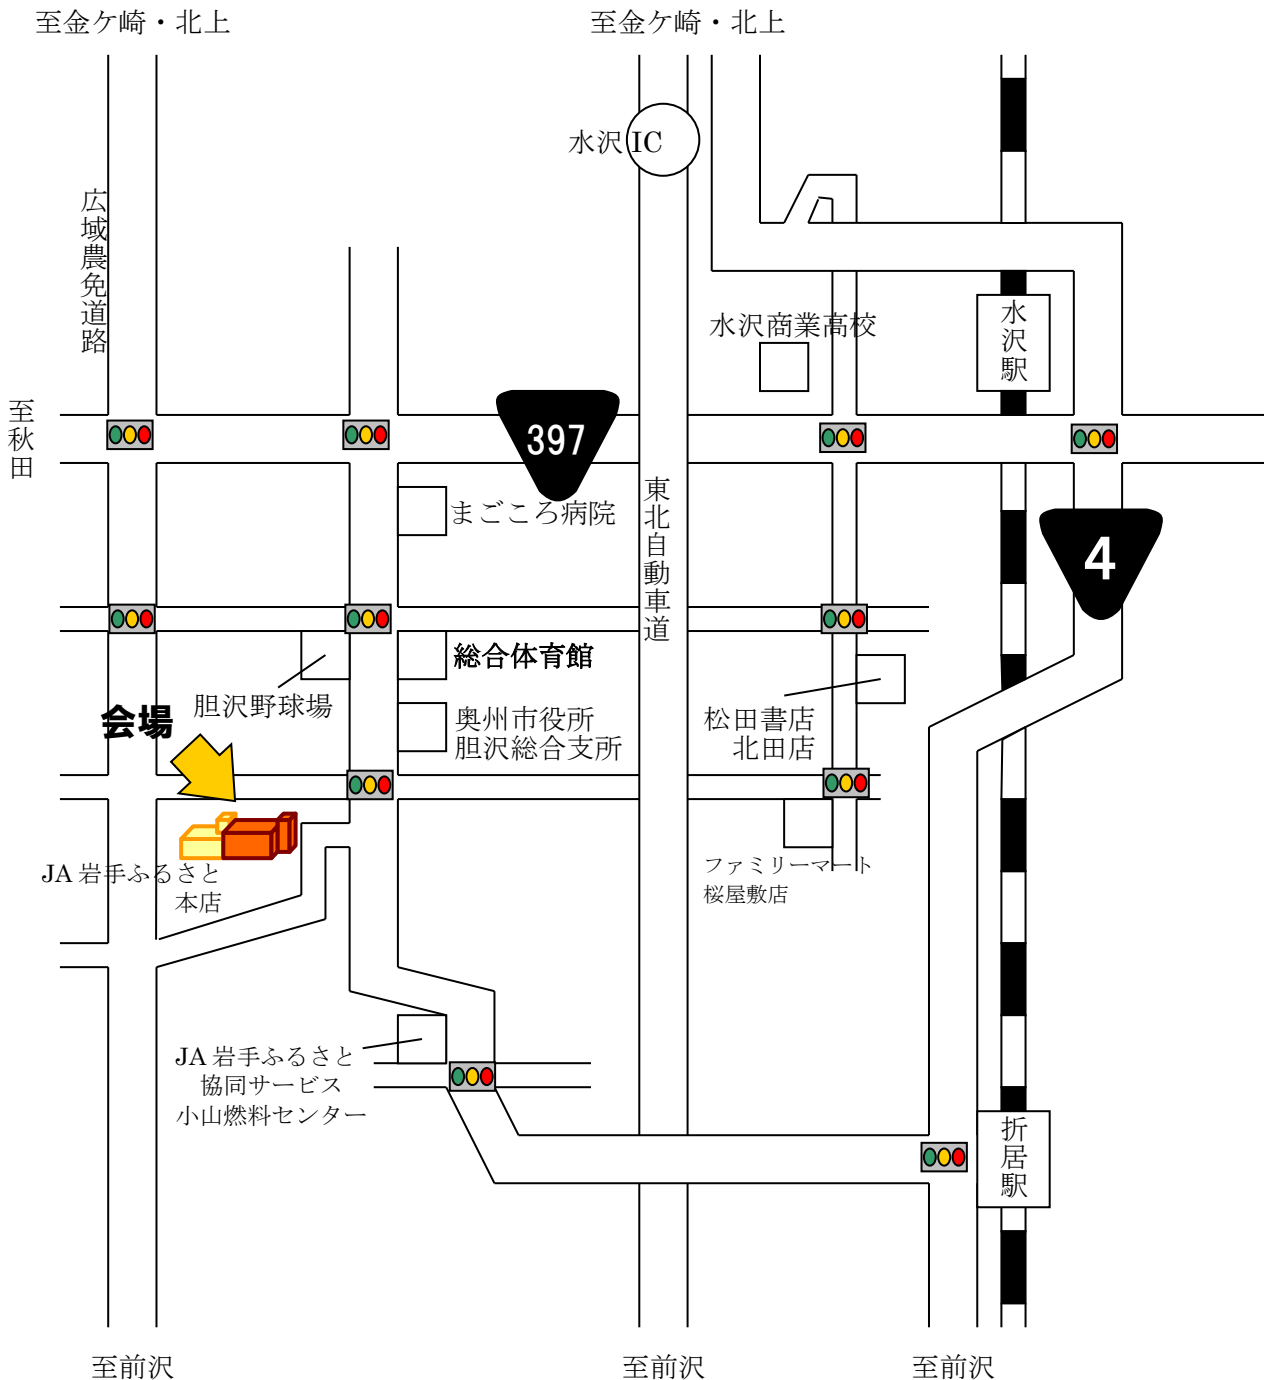 至金ケ崎・北上
至金ケ崎・北上
水沢IC
広域農免道路
水沢商業高校
水沢駅
至秋田
397
まごころ病院
東北自動車道
4
総合体育館
胆沢野球場
会場
奥州市役所
胆沢総合支所
松田書店
北田店
JA岩手ふるさと
本店
ファミリーマート
桜屋敷店
JA岩手ふるさと
協同サービス
小山燃料センター
折居駅
至前沢
至前沢
至前沢